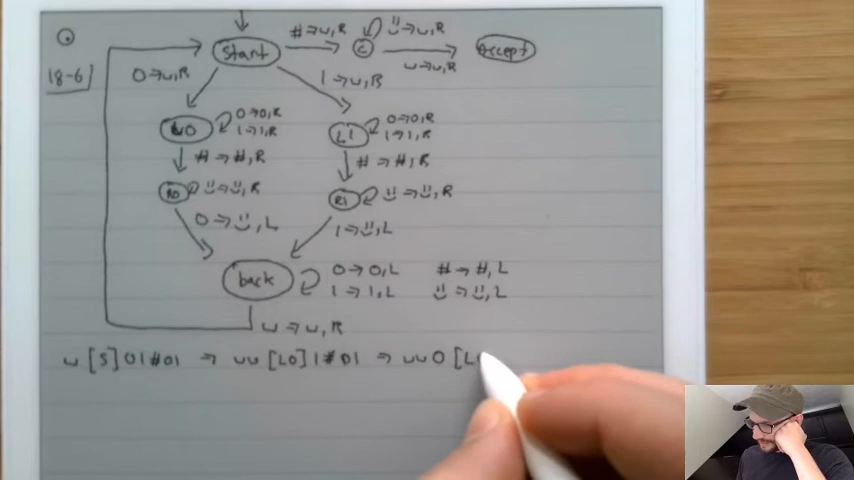 # → ⊔, R
ü → ⊔, R
18-6
start
C
accept
0 → ⊔, R
1 → ⊔, R
⊔ → ⊔, R
L0
0 → 0, R
1 → 1, R
L1
0 → 0, R
1 → 1, R
# → #, R
# → #, R
R0
ü → ü, R
R1
ü → ü, R
0 → ü, L
1 → ü, L
back
0 → 0, L
# → #, L
1 → 1, L
ü → ü, L
⊔ → ⊔, R
⊔ [S] 01#01 ⇒ ⊔⊔ [L0] 1#01 ⇒ ⊔⊔0 [L